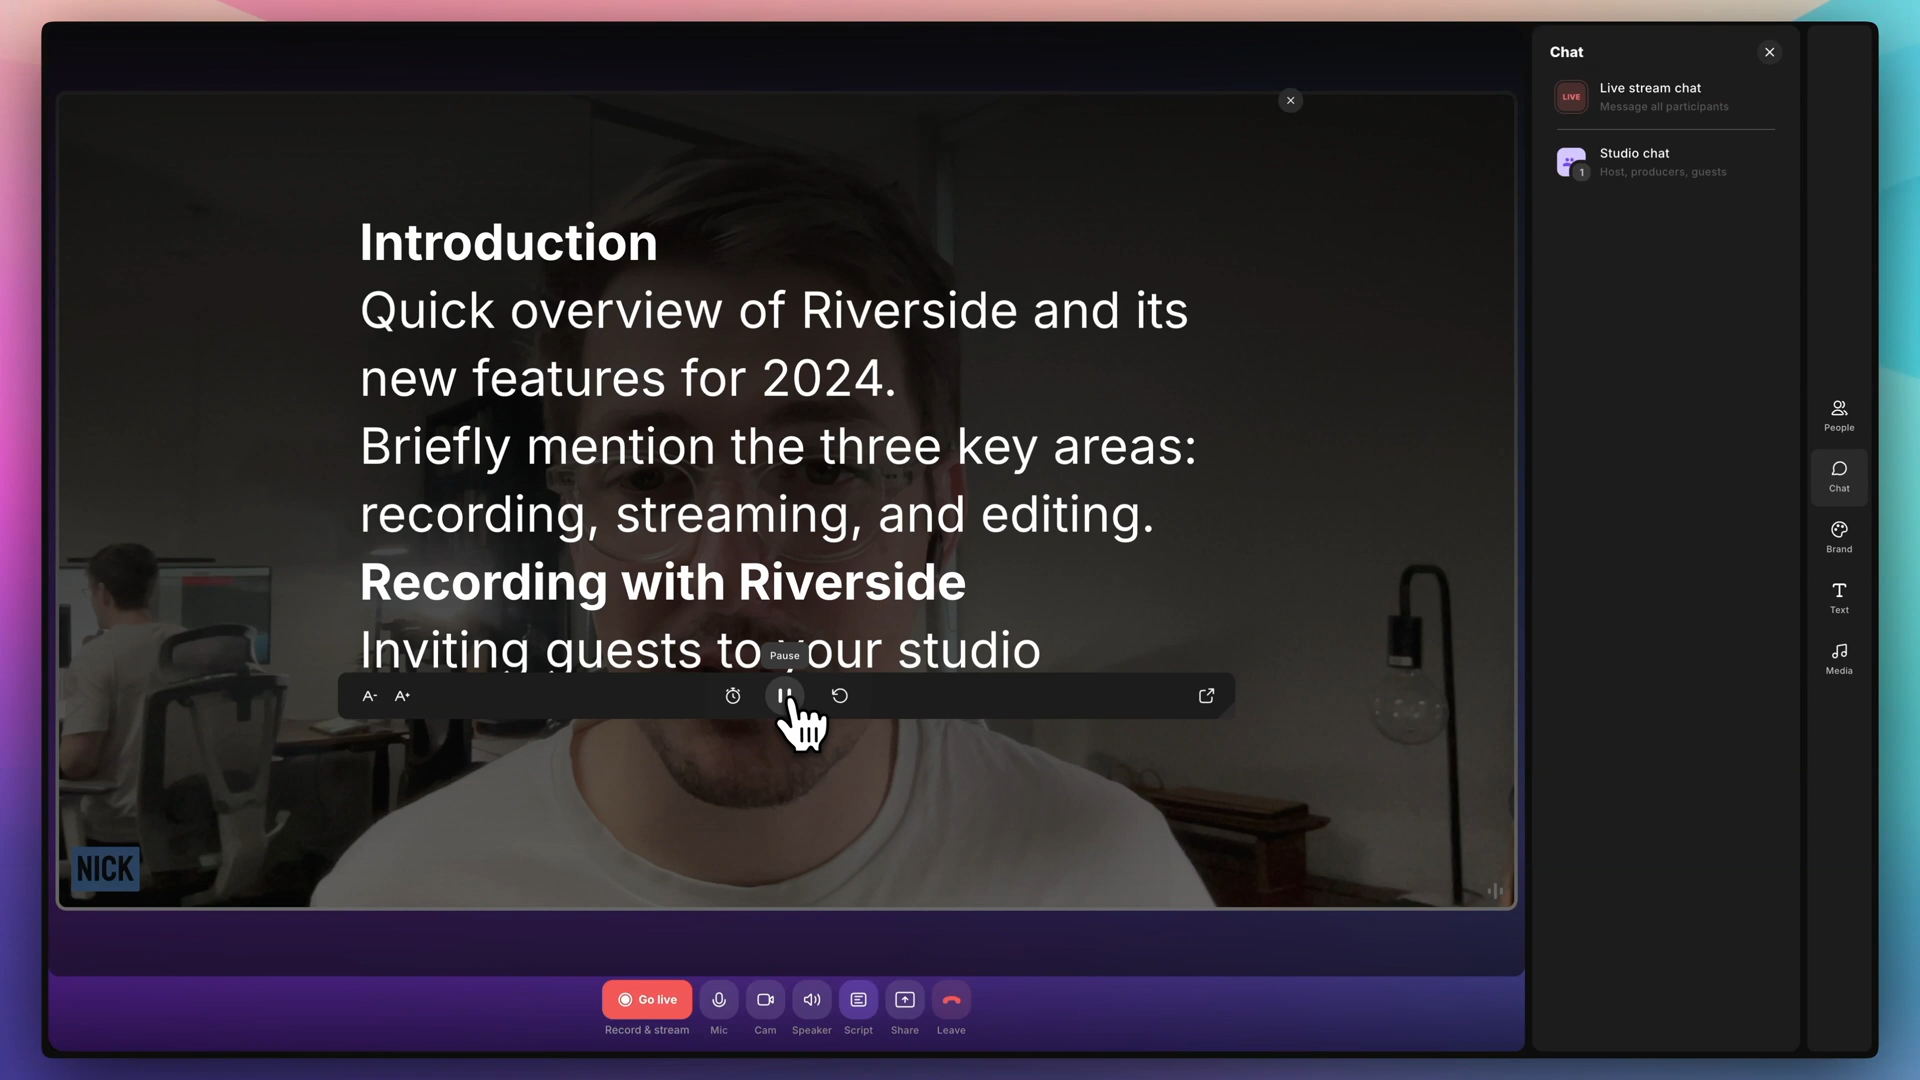 Introduction
Quick overview of Riverside and its
new features for 2024.
Briefly mention the three key areas:
recording, streaming, and editing.
Recording with Riverside
Inviting guests to your studio
Pause
A- A+
NICK
Go live
Record & stream
Mic
Cam
Speaker
Script
Share
Leave
Chat
LIVE
Live stream chat
Message all participants
1
Studio chat
Host, producers, guests
People
Chat
Brand
Text
Media